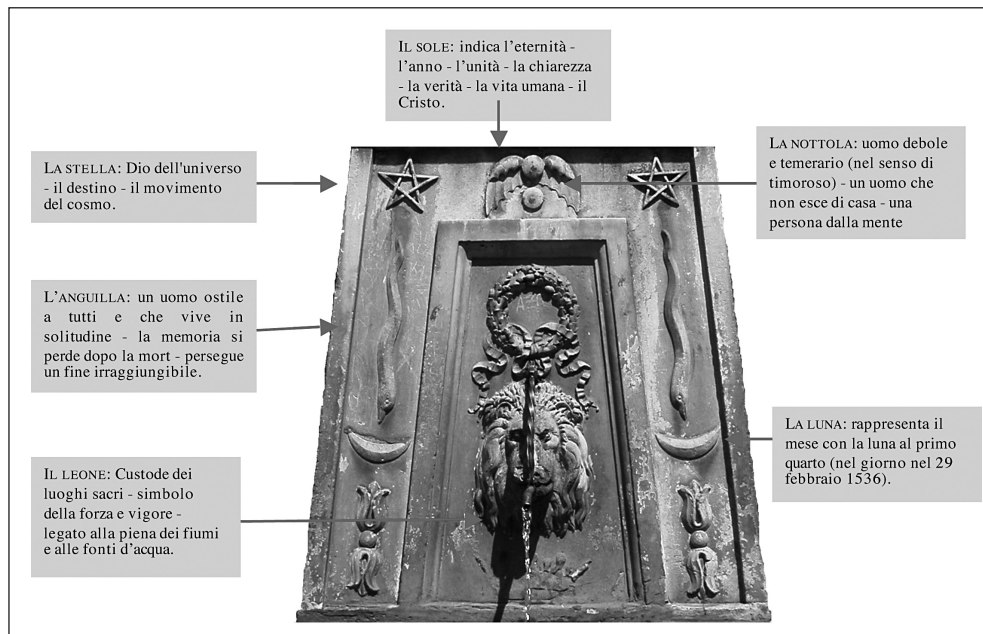 IL SOLE: indica l'eternità -
l'anno - l'unità - la chiarezza
- la verità - la vita umana - il
Cristo.
LA STELLA: Dio dell'universo
- il destino - il movimento
del cosmo.
LA NOTTOLA: uomo debole
e temerario (nel senso di
timoroso) - un uomo che
non esce di casa - una
persona dalla mente
L'ANGUILLA: un uomo ostile
a tutti e che vive in
solitudine - la memoria si
perde dopo la mort - persegue
un fine irraggiungibile.
LA LUNA: rappresenta il
mese con la luna al primo
quarto (nel giorno nel 29
febbraio 1536).
IL LEONE: Custode dei
luoghi sacri - simbolo
della forza e vigore -
legato alla piena dei fiumi
e alle fonti d'acqua.